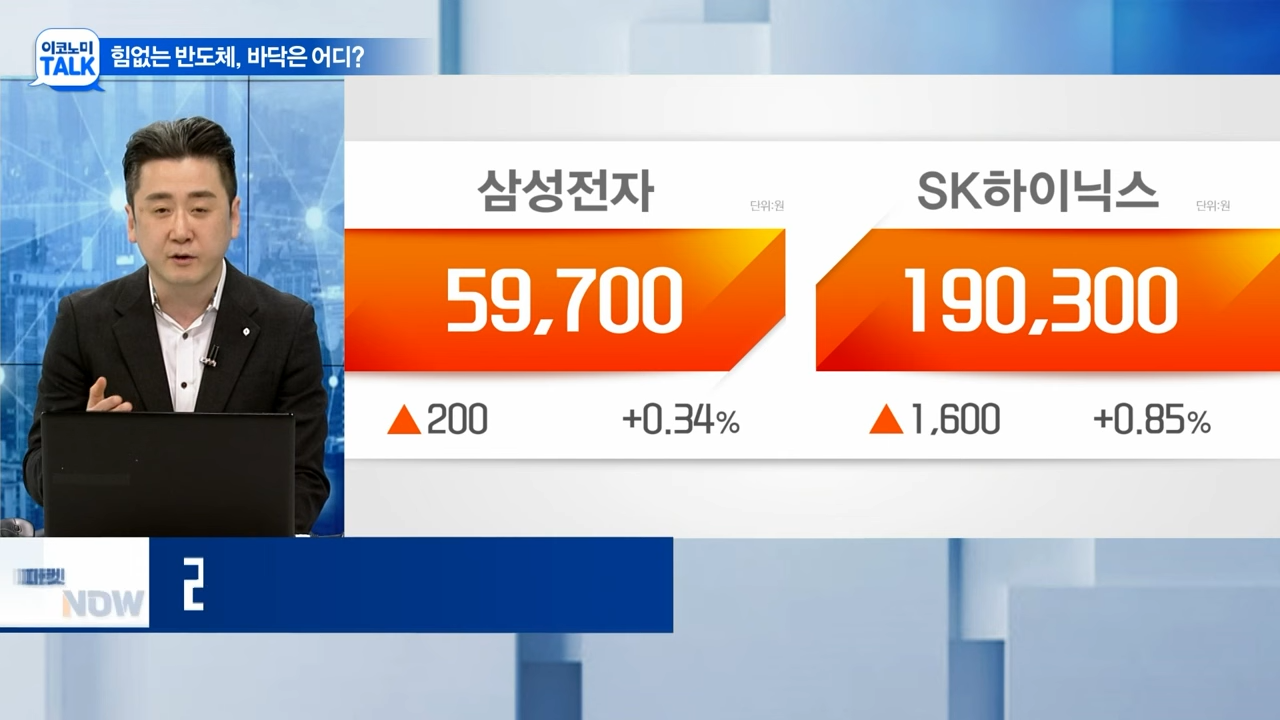 이코노미
TALK
힘없는 반도체, 바닥은 어디?
삼성전자
단위:원
59,700
▲200
+0.34%
SK하이닉스
단위:원
190,300
▲1,600
+0.85%
마켓
NOW
2